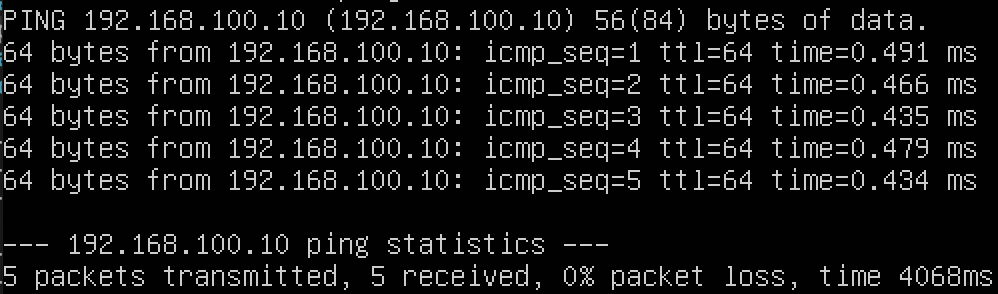 PING 192.168.100.10 (192.168.100.10) 56(84) bytes of data.
64 bytes from 192.168.100.10: icmp_seq=1 ttl=64 time=0.491 ms
64 bytes from 192.168.100.10: icmp_seq=2 ttl=64 time=0.466 ms
64 bytes from 192.168.100.10: icmp_seq=3 ttl=64 time=0.435 ms
64 bytes from 192.168.100.10: icmp_seq=4 ttl=64 time=0.479 ms
64 bytes from 192.168.100.10: icmp_seq=5 ttl=64 time=0.434 ms

--- 192.168.100.10 ping statistics ---
5 packets transmitted, 5 received, 0% packet loss, time 4068ms